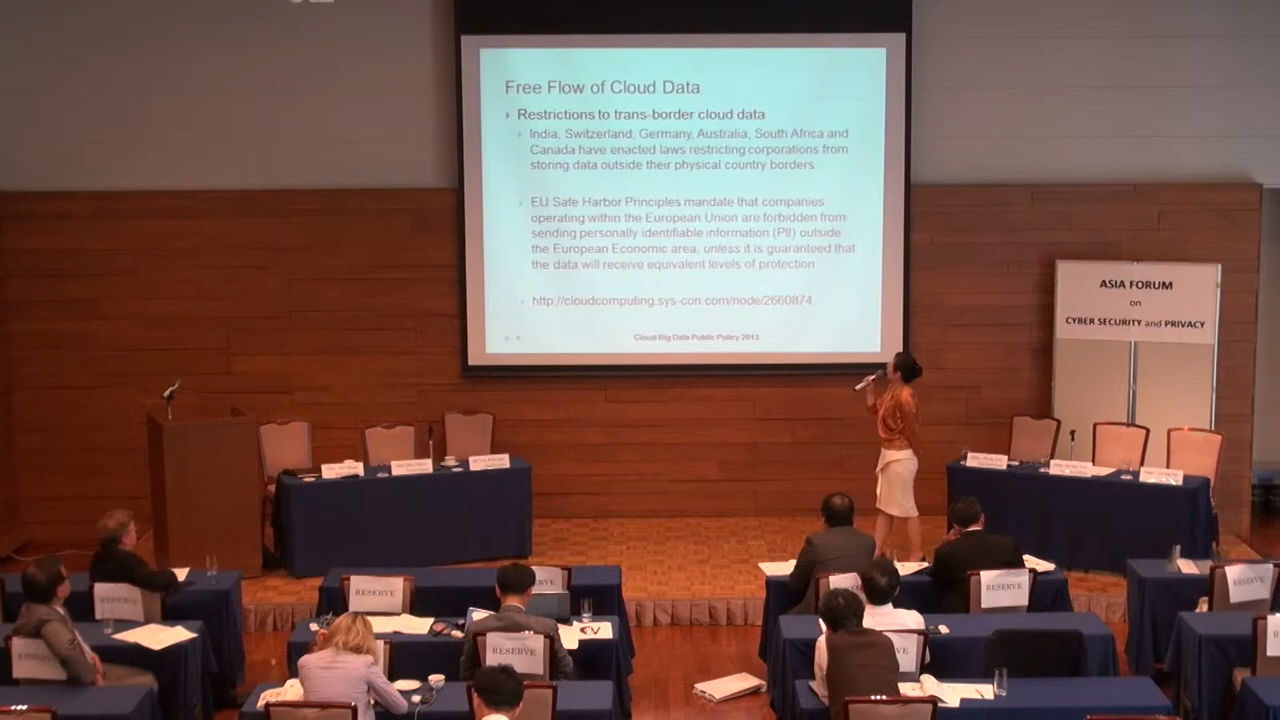 Free Flow of Cloud Data
Restrictions to trans-border cloud data
India, Switzerland, Germany, Australia, South Africa and
Canada have enacted laws restricting corporations from
storing data outside their physical country borders.
EU Safe Harbor Principles mandate that companies
operating within the European Union are forbidden from
sending personally identifiable information (PII) outside
the European Economic area, unless it is guaranteed that
the data will receive equivalent levels of protection
http://cloudcomputing.sys-con.com/node/2660874
4
Cloud Big Data Public Policy 2013
ASIA FORUM
on
CYBER SECURITY and PRIVACY
RESERVE
RESERVE
RESERVE
RESERVE
RESERVE